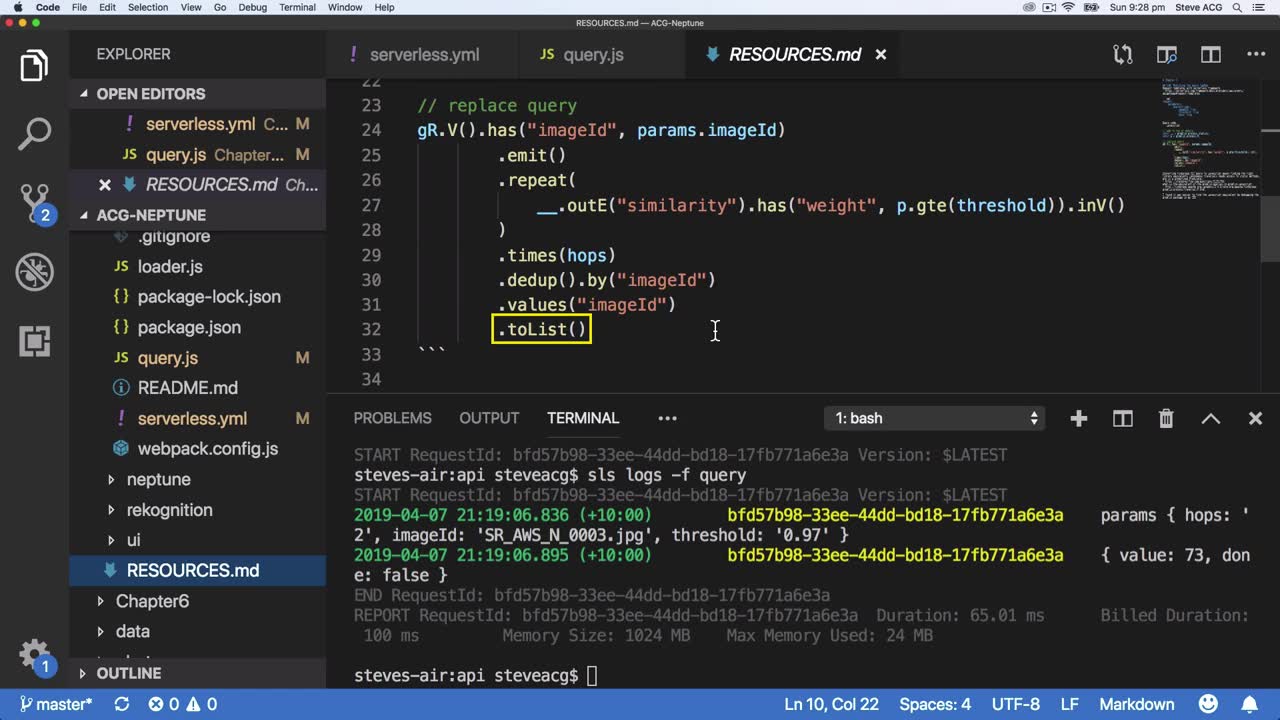 Code File Edit Selection View Go Debug Terminal Window Help Sun 9:28 pm Steve ACG
RESOURCES.md — ACG-Neptune
EXPLORER
! serverless.yml
JS query.js
RESOURCES.md
OPEN EDITORS
! serverless.yml C... M
JS query.js Chapter... M
RESOURCES.md Ch...
ACG-NEPTUNE
.gitignore
JS loader.js
{} package-lock.json
{} package.json
JS query.js M
README.md
! serverless.yml M
webpack.config.js
neptune
rekognition
ui
RESOURCES.md
Chapter6
data
OUTLINE
2
1
22
23 // replace query
24 gR.V().has("imageId", params.imageId)
25 .emit()
26 .repeat(
27 __.outE("similarity").has("weight", p.gte(threshold)).inV()
28 )
29 .times(hops)
30 .dedup().by("imageId")
31 .values("imageId")
32 .toList()
33 ```
34
PROBLEMS OUTPUT TERMINAL ... 1: bash
START RequestId: bfd57b98-33ee-44dd-bd18-17fb771a6e3a Version: $LATEST
steves-air:api steveacg$ sls logs -f query
START RequestId: bfd57b98-33ee-44dd-bd18-17fb771a6e3a Version: $LATEST
2019-04-07 21:19:06.836 (+10:00) bfd57b98-33ee-44dd-bd18-17fb771a6e3a params { hops: '
2', imageId: 'SR_AWS_N_0003.jpg', threshold: '0.97' }
2019-04-07 21:19:06.895 (+10:00) bfd57b98-33ee-44dd-bd18-17fb771a6e3a { value: 73, don
e: false }
END RequestId: bfd57b98-33ee-44dd-bd18-17fb771a6e3a
REPORT RequestId: bfd57b98-33ee-44dd-bd18-17fb771a6e3a Duration: 65.01 ms Billed Duration:
100 ms Memory Size: 1024 MB Max Memory Used: 24 MB
steves-air:api steveacg$
master* 0 0 Ln 10, Col 22 Spaces: 4 UTF-8 LF Markdown